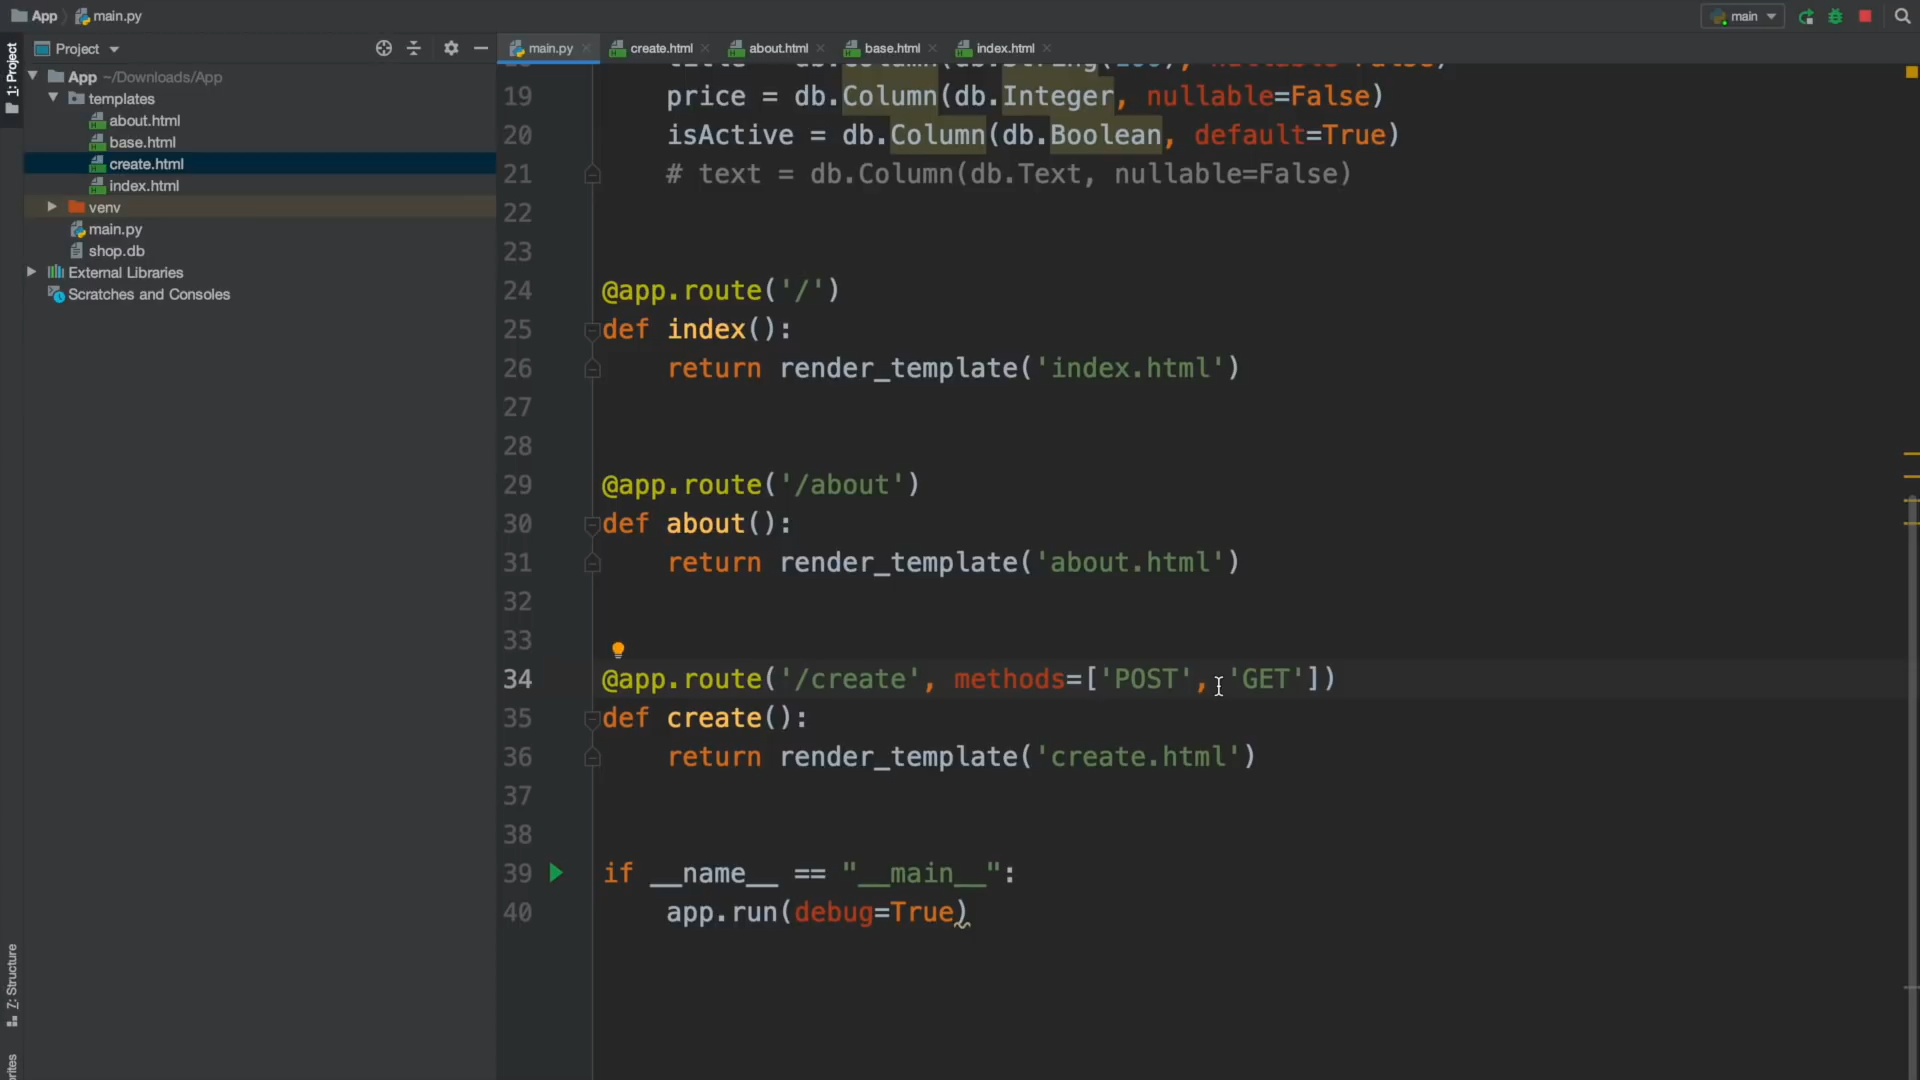 App main.py
main
Project
main.py create.html about.html base.html index.html
1: Project
App ~/Downloads/App
templates
about.html
base.html
create.html
index.html
venv
main.py
shop.db
External Libraries
Scratches and Consoles
Z: Structure
19 price = db.Column(db.Integer, nullable=False)
20 isActive = db.Column(db.Boolean, default=True)
21 # text = db.Column(db.Text, nullable=False)
22
23
24 @app.route('/')
25 def index():
26 return render_template('index.html')
27
28
29 @app.route('/about')
30 def about():
31 return render_template('about.html')
32
33
34 @app.route('/create', methods=['POST', 'GET'])
35 def create():
36 return render_template('create.html')
37
38
39 if __name__ == "__main__":
40 app.run(debug=True)